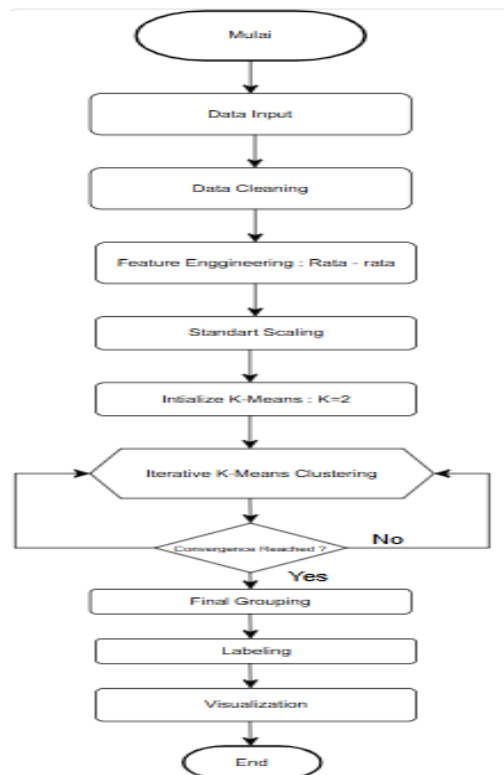 Mulai
Data Input
Data Cleaning
Feature Enggineering : Rata - rata
Standart Scaling
Intialize K-Means : K=2
Iterative K-Means Clustering
Convergence Reached ?
No
Yes
Final Grouping
Labeling
Visualization
End